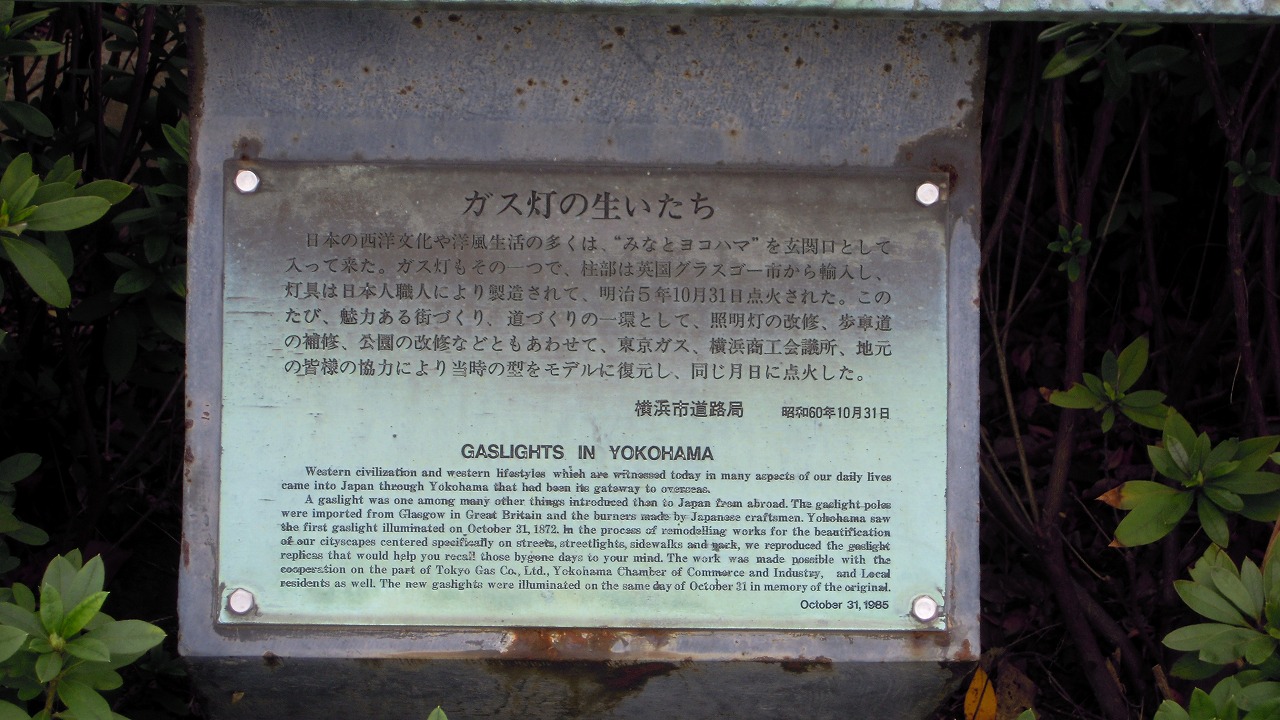 ガス灯の生いたち
日本の西洋文化や洋風生活の多くは、“みなとヨコハマ”を玄関口として
入って来た。ガス灯もその一つで、柱部は英国グラスゴー市から輸入し、
灯具は日本人職人により製造されて、明治5年10月31日点火された。この
たび、魅力ある街づくり、道づくりの一環として、照明灯の改修、歩車道
の補修、公園の改修などともあわせて、東京ガス、横浜商工会議所、地元
の皆様の協力により当時の型をモデルに復元し、同じ月日に点火した。
横浜市道路局 昭和60年10月31日
GASLIGHTS IN YOKOHAMA
Western civilization and western lifestyles which are witnessed today in many aspects of our daily lives
came into Japan through Yokohama that had been its gateway to overseas.
A gaslight was one among many other things introduced than to Japan from abroad. The gaslight-poles
were imported from Glasgow in Great Britain and the burners made by Japanese craftsmen. Yokohama saw
the first gaslight illuminated on October 31, 1872. In the process of remodelling works for the beautification
of our cityscapes centered specifically on streets, streetlights, sidewalks and park, we reproduced the gaslight
replicas that would help you recall those bygone days to your mind. The work was made possible with the
cooperation on the part of Tokyo Gas Co., Ltd., Yokohama Chamber of Commerce and Industry, and Local
residents as well. The new gaslights were illuminated on the same day of October 31 in memory of the original.
October 31, 1985